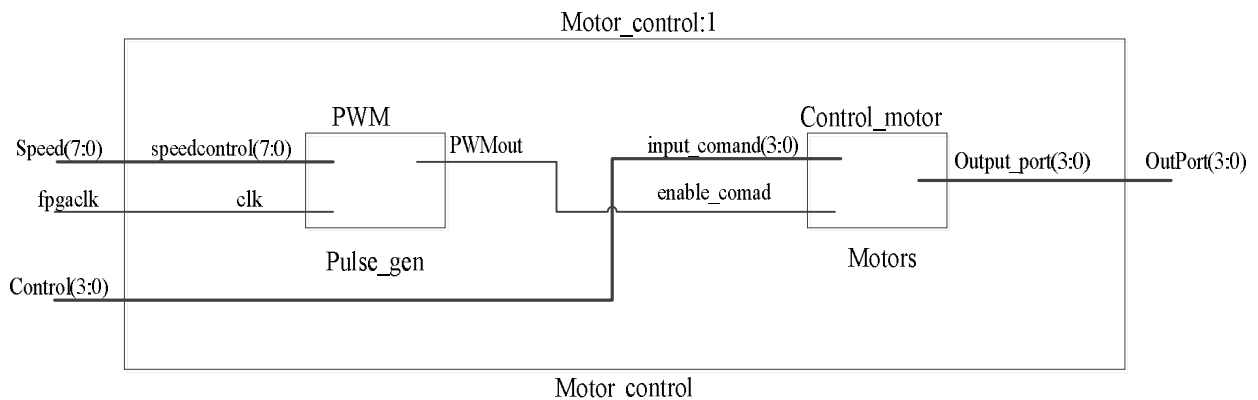 Motor_control:1
PWM
Control_motor
Speed(7:0)
speedcontrol(7:0)
PWMout
input_comand(3:0)
Output_port(3:0)
OutPort(3:0)
fpgaclk
clk
enable_comad
Pulse_gen
Motors
Control(3:0)
Motor control